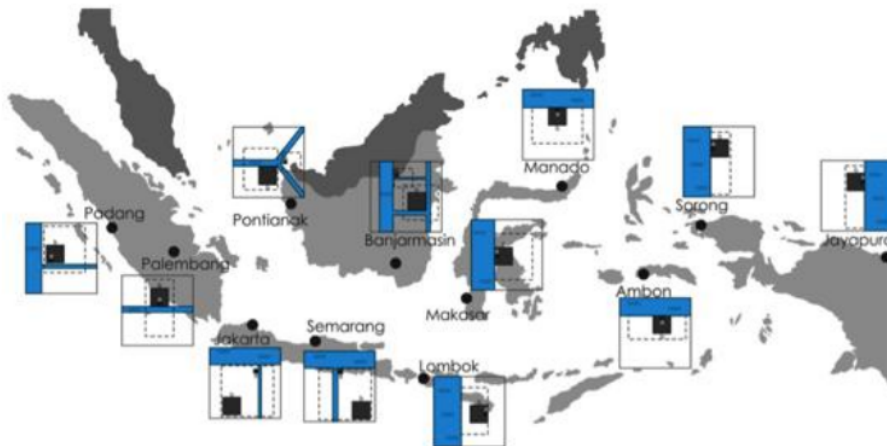 Manado
Padang
Pontianak
Sorong
Banjarmasin
Jayapura
Palembang
Ambon
Makasar
Jakarta
Semarang
Lombok